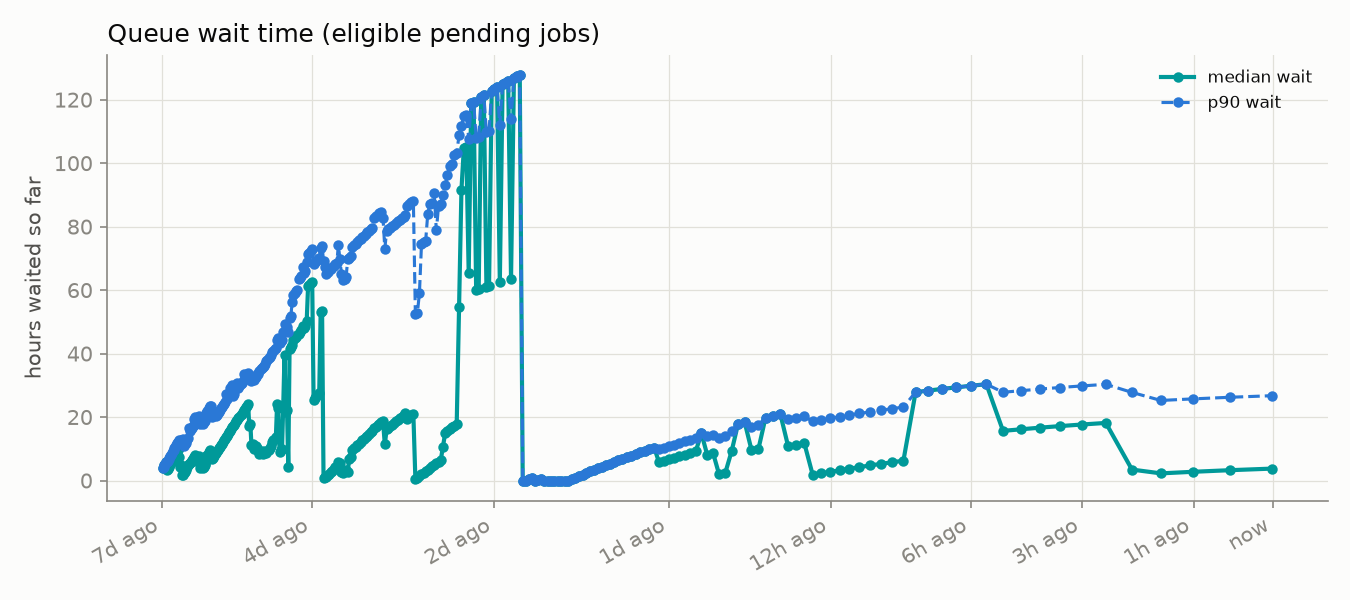 Queue wait time (eligible pending jobs)
median wait
p90 wait
hours waited so far
120
100
80
60
40
20
0
7d ago
4d ago
2d ago
1d ago
12h ago
6h ago
3h ago
1h ago
now